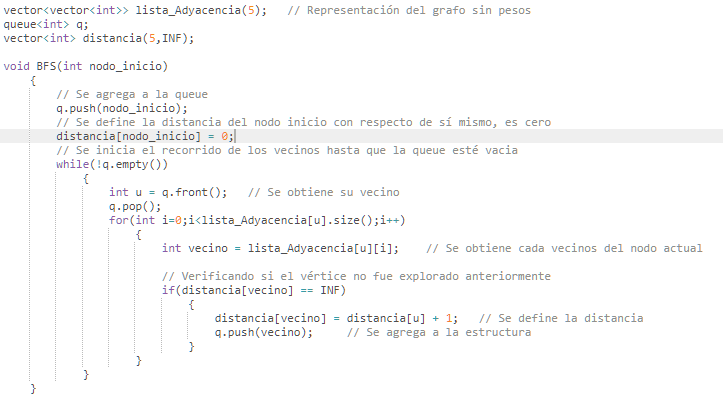 vector<vector<int>> lista_Adyacencia(5);   // Representación del grafo sin pesos
queue<int> q;
vector<int> distancia(5,INF);

void BFS(int nodo_inicio)
    {
        // Se agrega a la queue
        q.push(nodo_inicio);
        // Se define la distancia del nodo inicio con respecto de sí mismo, es cero
        distancia[nodo_inicio] = 0;
        // Se inicia el recorrido de los vecinos hasta que la queue esté vacia
        while(!q.empty())
            {
                int u = q.front();   // Se obtiene su vecino
                q.pop();
                for(int i=0;i<lista_Adyacencia[u].size();i++)
                    {
                        int vecino = lista_Adyacencia[u][i];    // Se obtiene cada vecinos del nodo actual

                        // Verificando si el vértice no fue explorado anteriormente
                        if(distancia[vecino] == INF)
                            {
                                distancia[vecino] = distancia[u] + 1;   // Se define la distancia
                                q.push(vecino);     // Se agrega a la estructura
                            }
                    }
            }
    }